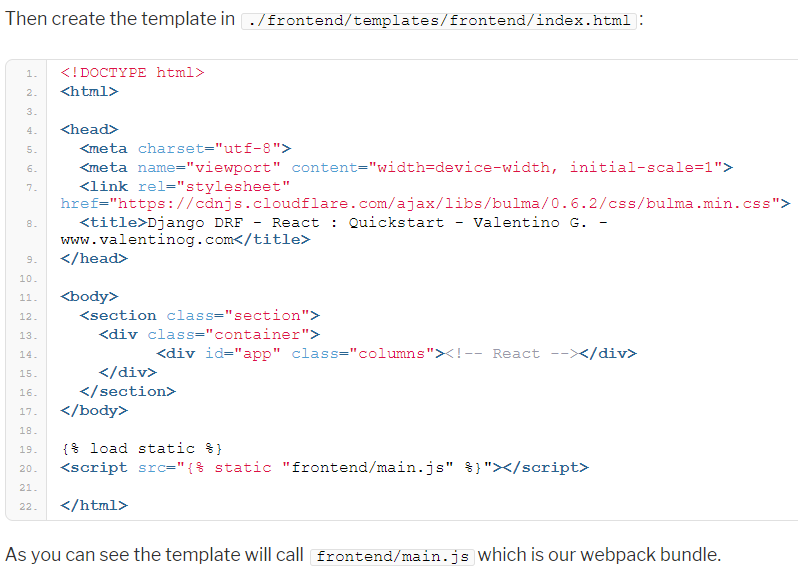 Then create the template in ./frontend/templates/frontend/index.html :
1. <!DOCTYPE html>
2. <html>
3.
4. <head>
5.   <meta charset="utf-8">
6.   <meta name="viewport" content="width=device-width, initial-scale=1">
7.   <link rel="stylesheet"
href="https://cdnjs.cloudflare.com/ajax/libs/bulma/0.6.2/css/bulma.min.css">
8.   <title>Django DRF - React : Quickstart - Valentino G. -
www.valentinog.com</title>
9. </head>
10.
11. <body>
12.   <section class="section">
13.     <div class="container">
14.           <div id="app" class="columns"><!-- React --></div>
15.     </div>
16.   </section>
17. </body>
18.
19. {% load static %}
20. <script src="{% static "frontend/main.js" %}"></script>
21.
22. </html>
As you can see the template will call frontend/main.js which is our webpack bundle.